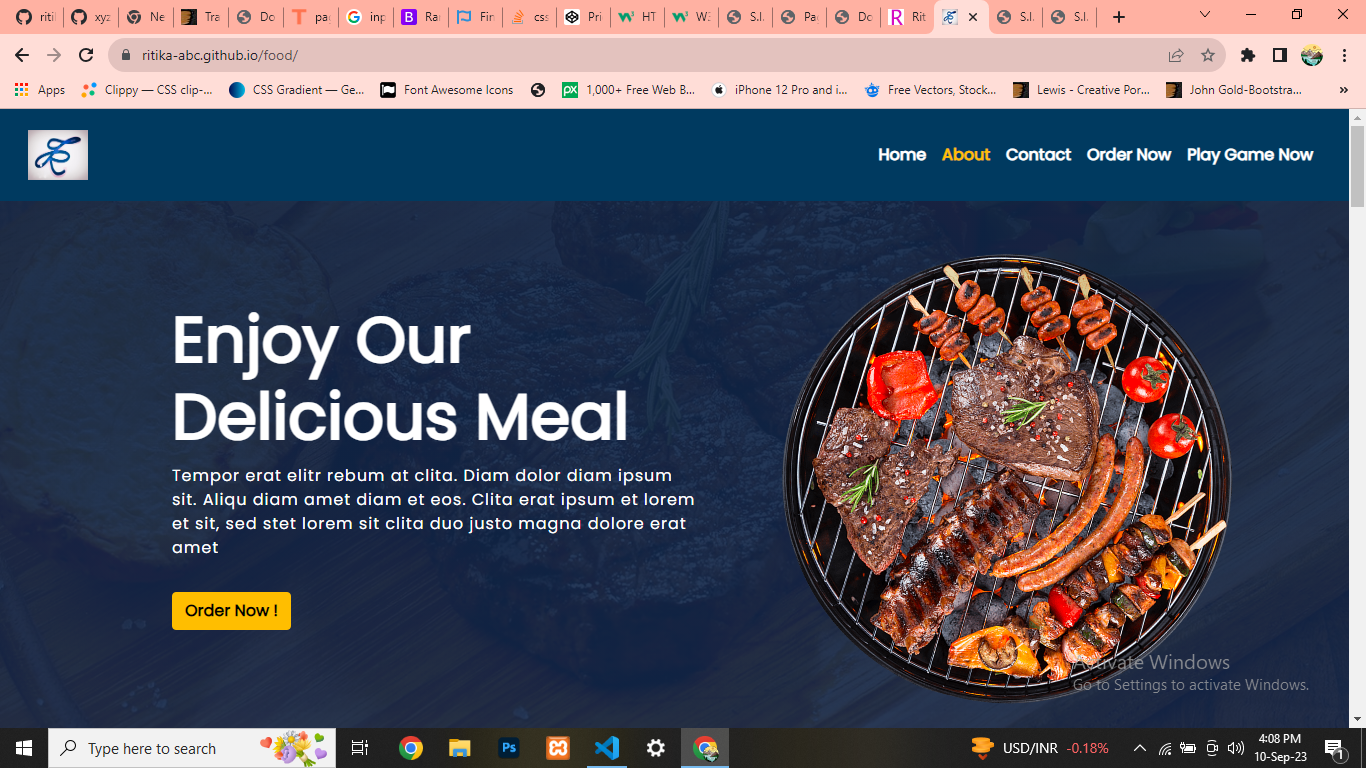 riti
xyz
Ne
Tra
Do
pac
inp
Ra
Fin
css
Pri
HT
W3
S.I.
Pac
Do
Rit
S.I.
S.I.
ritika-abc.github.io/food/
Apps
Clippy — CSS clip-...
CSS Gradient — Ge...
Font Awesome Icons
1,000+ Free Web B...
iPhone 12 Pro and i...
Free Vectors, Stock...
Lewis - Creative Por...
John Gold-Bootstra...
Home About Contact Order Now Play Game Now
Enjoy Our
Delicious Meal
Tempor erat elitr rebum at clita. Diam dolor diam ipsum
sit. Aliqu diam amet diam et eos. Clita erat ipsum et lorem
et sit, sed stet lorem sit clita duo justo magna dolore erat
amet
Order Now !
Activate Windows
Go to Settings to activate Windows.
Type here to search
Ps
USD/INR -0.18%
4:08 PM
10-Sep-23
1